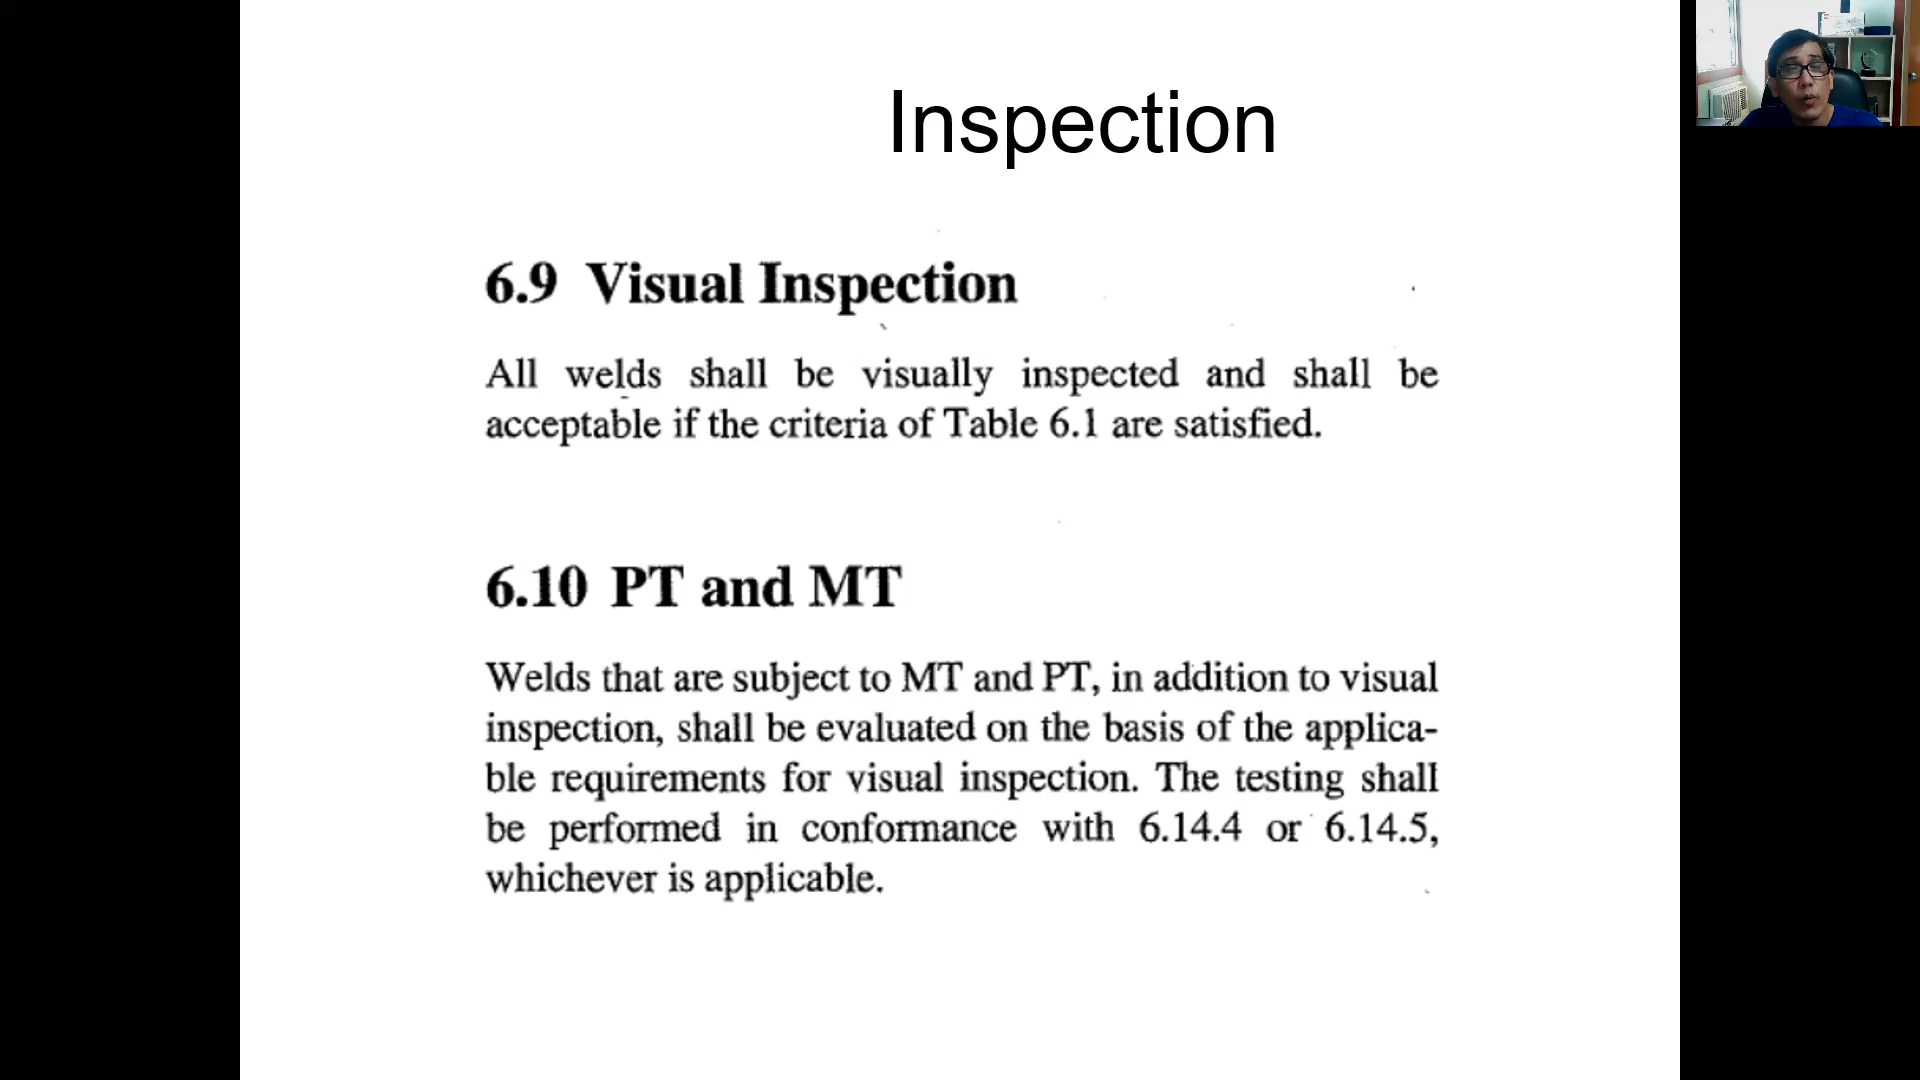 Inspection
6.9 Visual Inspection
All welds shall be visually inspected and shall be
acceptable if the criteria of Table 6.1 are satisfied.
6.10 PT and MT
Welds that are subject to MT and PT, in addition to visual
inspection, shall be evaluated on the basis of the applica-
ble requirements for visual inspection. The testing shall
be performed in conformance with 6.14.4 or 6.14.5,
whichever is applicable.